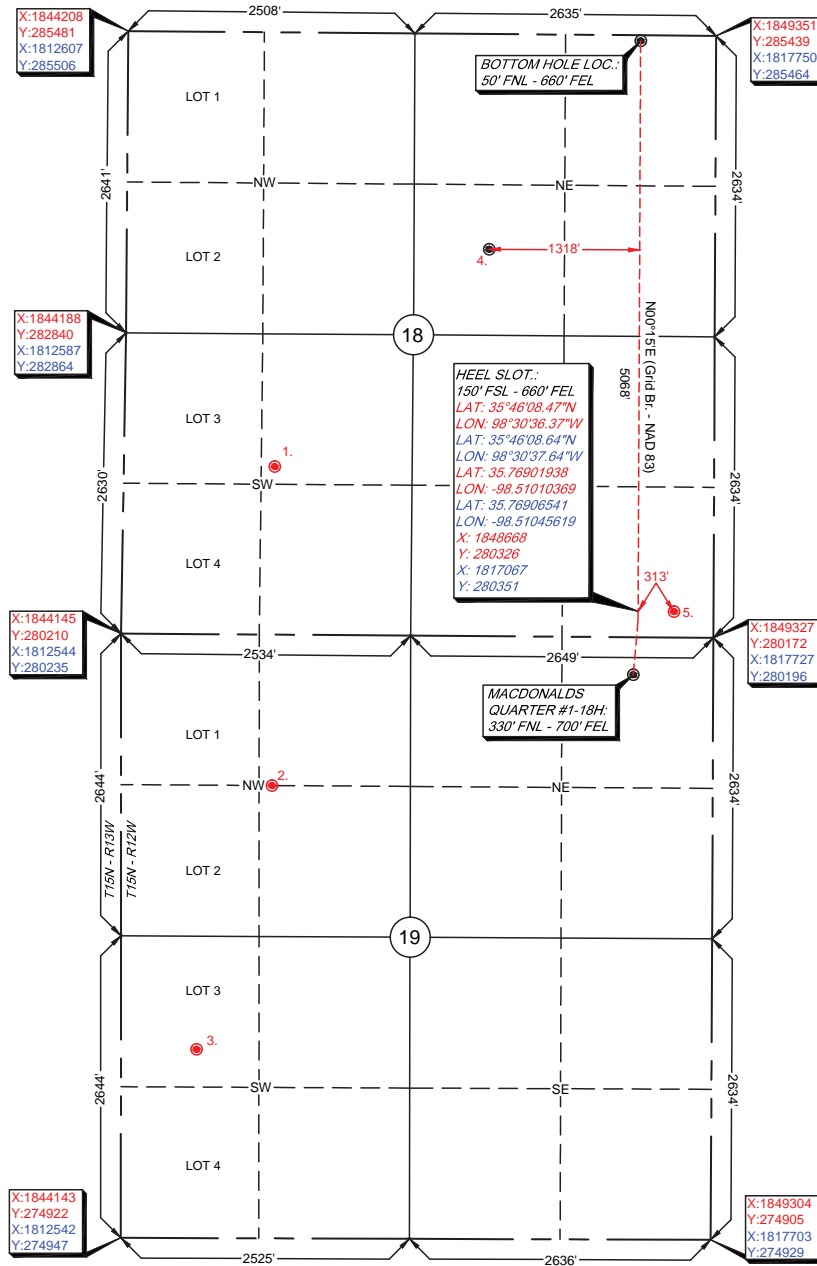 2508'
2635'
X:1844208
Y:285481
X:1812607
Y:285506
X:1849351
Y:285439
X:1817750
Y:285464
BOTTOM HOLE LOC.:
50' FNL - 660' FEL
LOT 1
2641'
NW
NE
2634'
LOT 2
4.
1318'
X:1844188
Y:282840
X:1812587
Y:282864
18
N00°15'E (Grid Br. - NAD 83)
5068'
HEEL SLOT.:
150' FSL - 660' FEL
LAT: 35°46'08.47"N
LON: 98°30'36.37"W
LAT: 35°46'08.64"N
LON: 98°30'37.64"W
LAT: 35.76901938
LON: -98.51010369
LAT: 35.76906541
LON: -98.51045619
X: 1848668
Y: 280326
X: 1817067
Y: 280351
LOT 3
1.
2630'
SW
2634'
LOT 4
313'
5.
X:1844145
Y:280210
X:1812544
Y:280235
2534'
2649'
X:1849327
Y:280172
X:1817727
Y:280196
MACDONALDS
QUARTER #1-18H:
330' FNL - 700' FEL
LOT 1
2644'
NW
2.
NE
2634'
T15N - R13W
T15N - R12W
LOT 2
19
LOT 3
3.
2644'
SW
SE
2634'
LOT 4
X:1844143
Y:274922
X:1812542
Y:274947
X:1849304
Y:274905
X:1817703
Y:274929
2525'
2636'